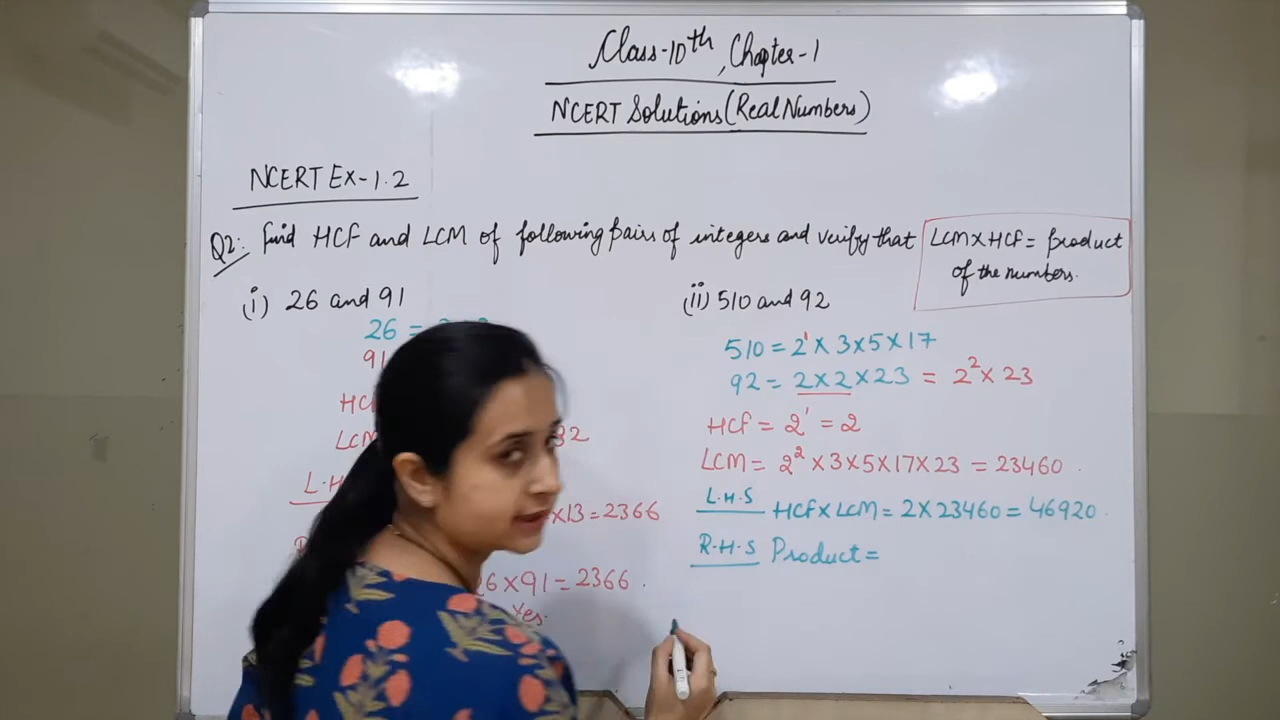 Class-10th, Chapter-1
NCERT Solutions (Real Numbers)
NCERT Ex-1.2
Q2:. Find HCF and LCM of following pairs of integers and verify that LCM×HCF = product of the numbers.
(i) 26 and 91
26 =
91
HCF
LCM
L.H
×13 = 2366
26×91 = 2366.
Yes.
(ii) 510 and 92
510 = 2¹×3×5×17
92 = 2×2×23 = 2²×23
HCF = 2¹ = 2
LCM = 2²×3×5×17×23 = 23460.
L.H.S HCF×LCM = 2×23460 = 46920.
R.H.S Product =